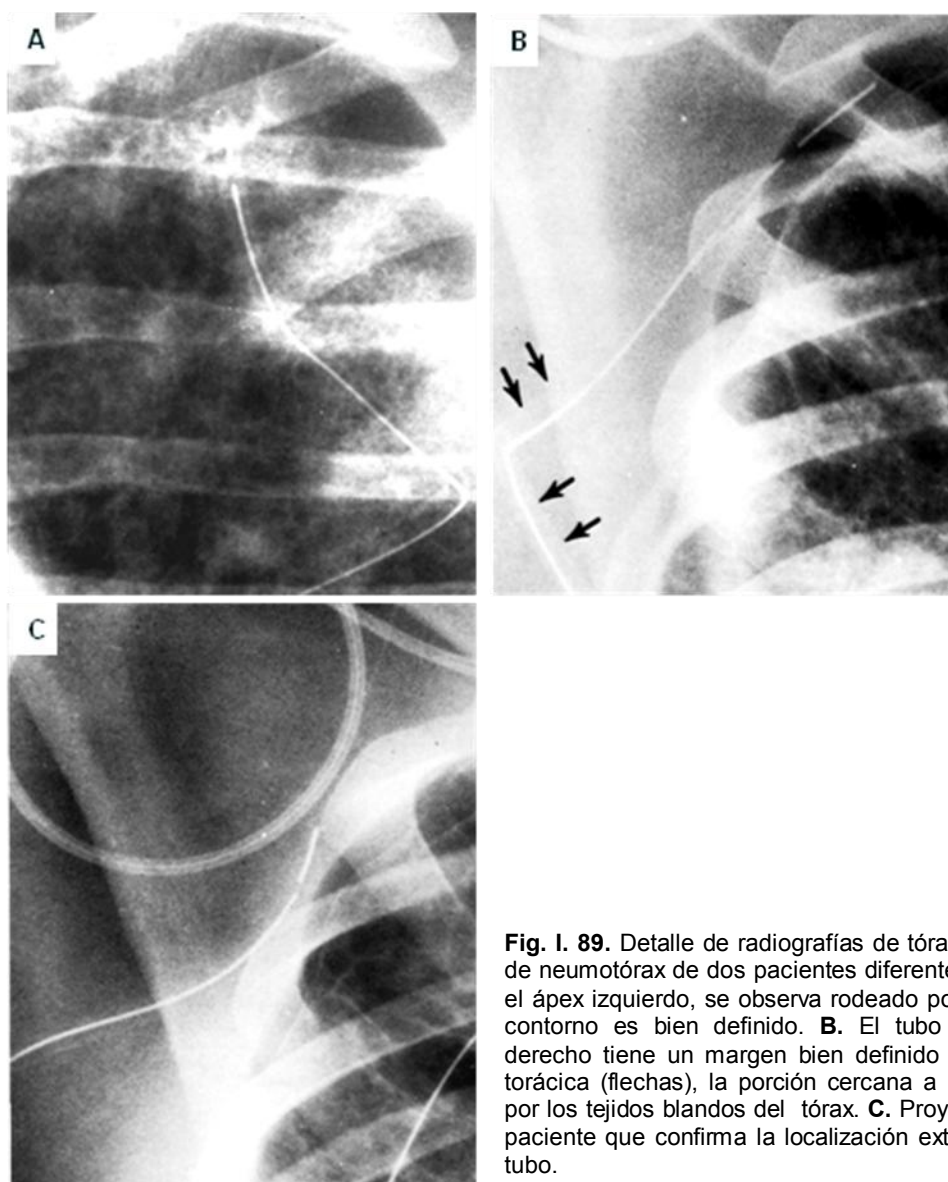 A
B
C
Fig. I. 89. Detalle de radiografías de tóra
de neumotórax de dos pacientes diferente
el ápex izquierdo, se observa rodeado po
contorno es bien definido. B. El tubo
derecho tiene un margen bien definido
torácica (flechas), la porción cercana a
por los tejidos blandos del tórax. C. Proy
paciente que confirma la localización ext
tubo.